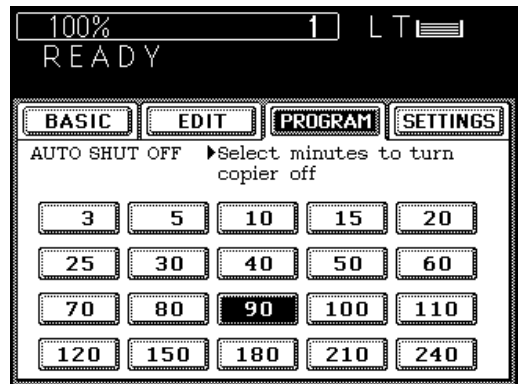 100% 1 LT
READY
BASIC EDIT PROGRAM SETTINGS
AUTO SHUT OFF ▶Select minutes to turn
copier off
3 5 10 15 20
25 30 40 50 60
70 80 90 100 110
120 150 180 210 240